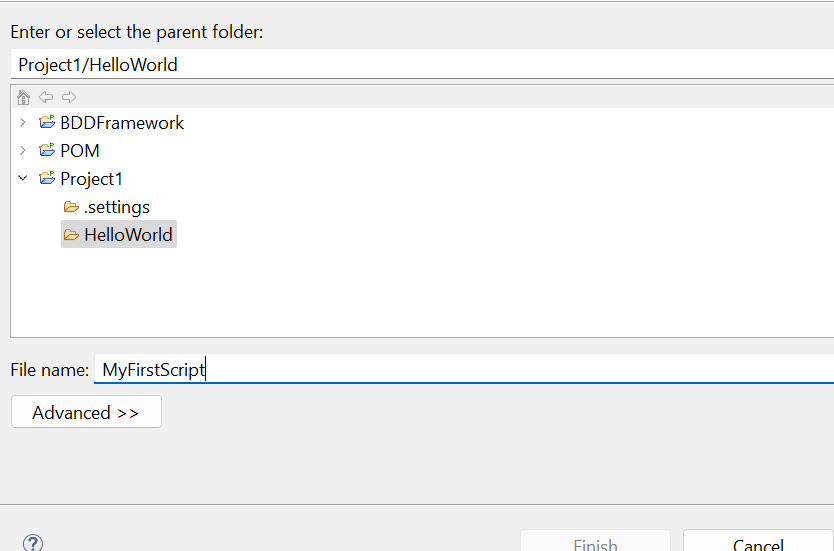 Enter or select the parent folder:
Project1/HelloWorld
BDDFramework
POM
Project1
.settings
HelloWorld
File name: MyFirstScript
Advanced >>
Finish Cancel